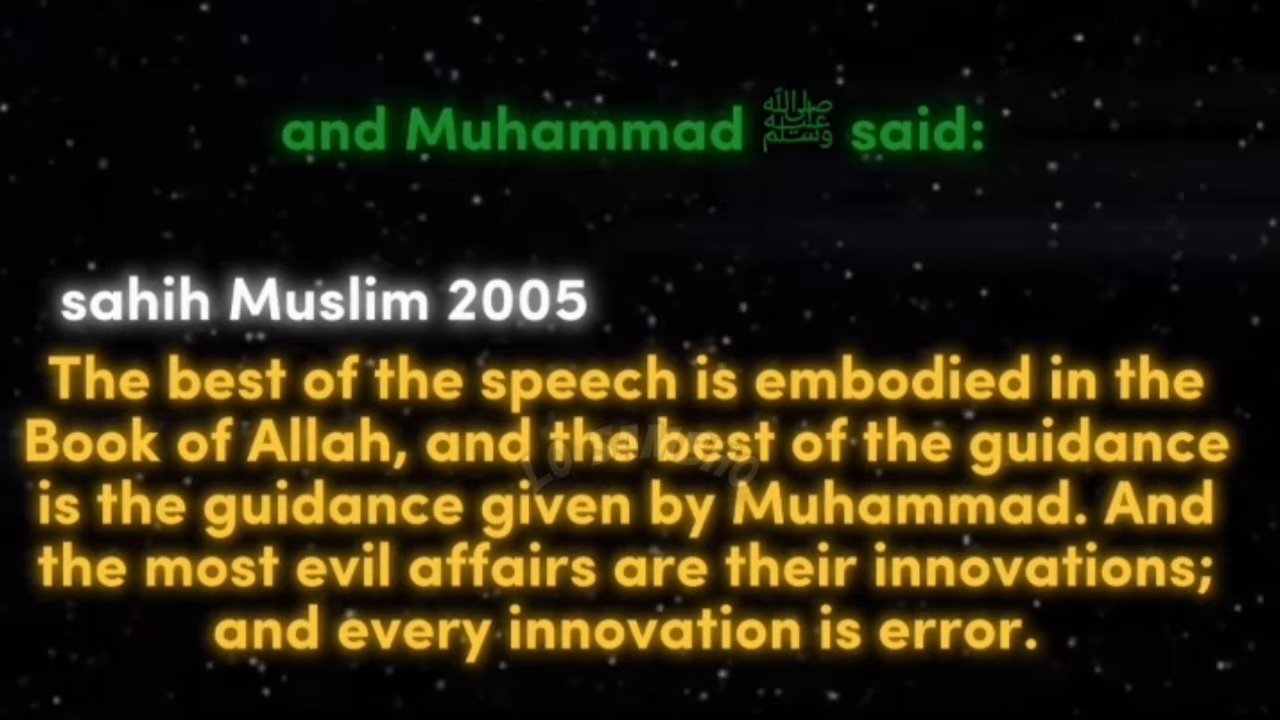 and Muhammad ﷺ said:
sahih Muslim 2005
The best of the speech is embodied in the
Book of Allah, and the best of the guidance
is the guidance given by Muhammad. And
the most evil affairs are their innovations;
and every innovation is error.